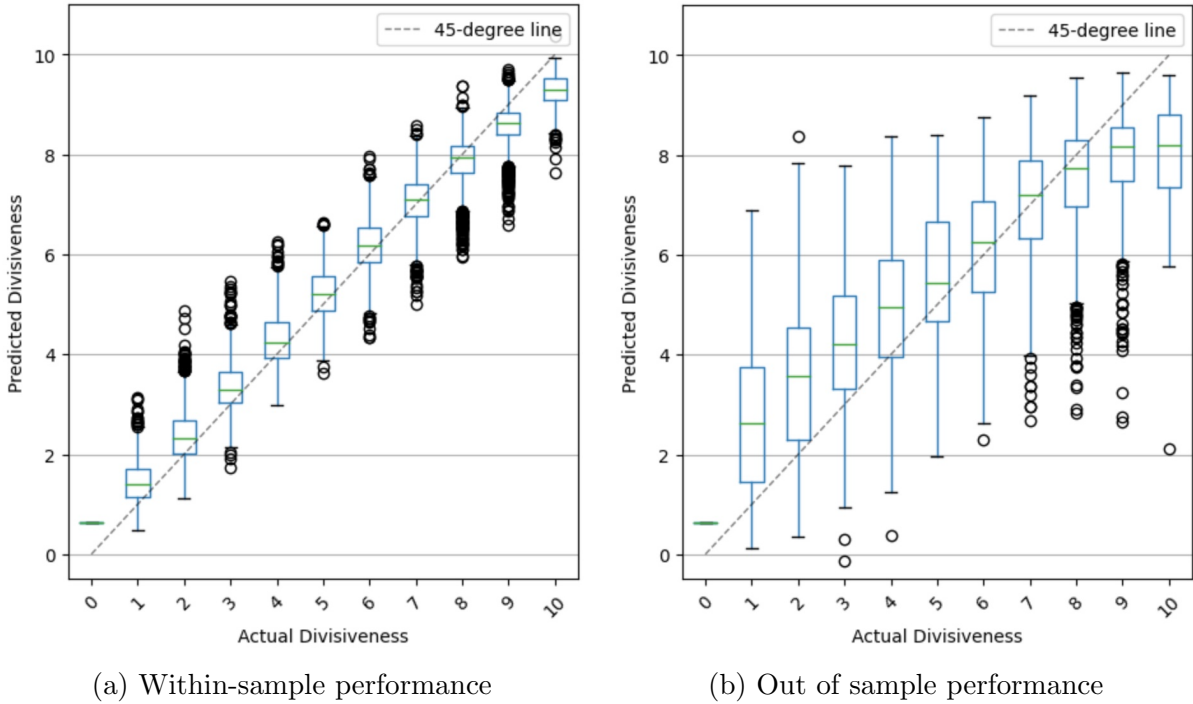 45-degree line
10
8
6
4
2
0
Predicted Divisiveness
0 1 2 3 4 5 6 7 8 9 10
Actual Divisiveness
(a) Within-sample performance
45-degree line
10
8
6
4
2
0
Predicted Divisiveness
0 1 2 3 4 5 6 7 8 9 10
Actual Divisiveness
(b) Out of sample performance